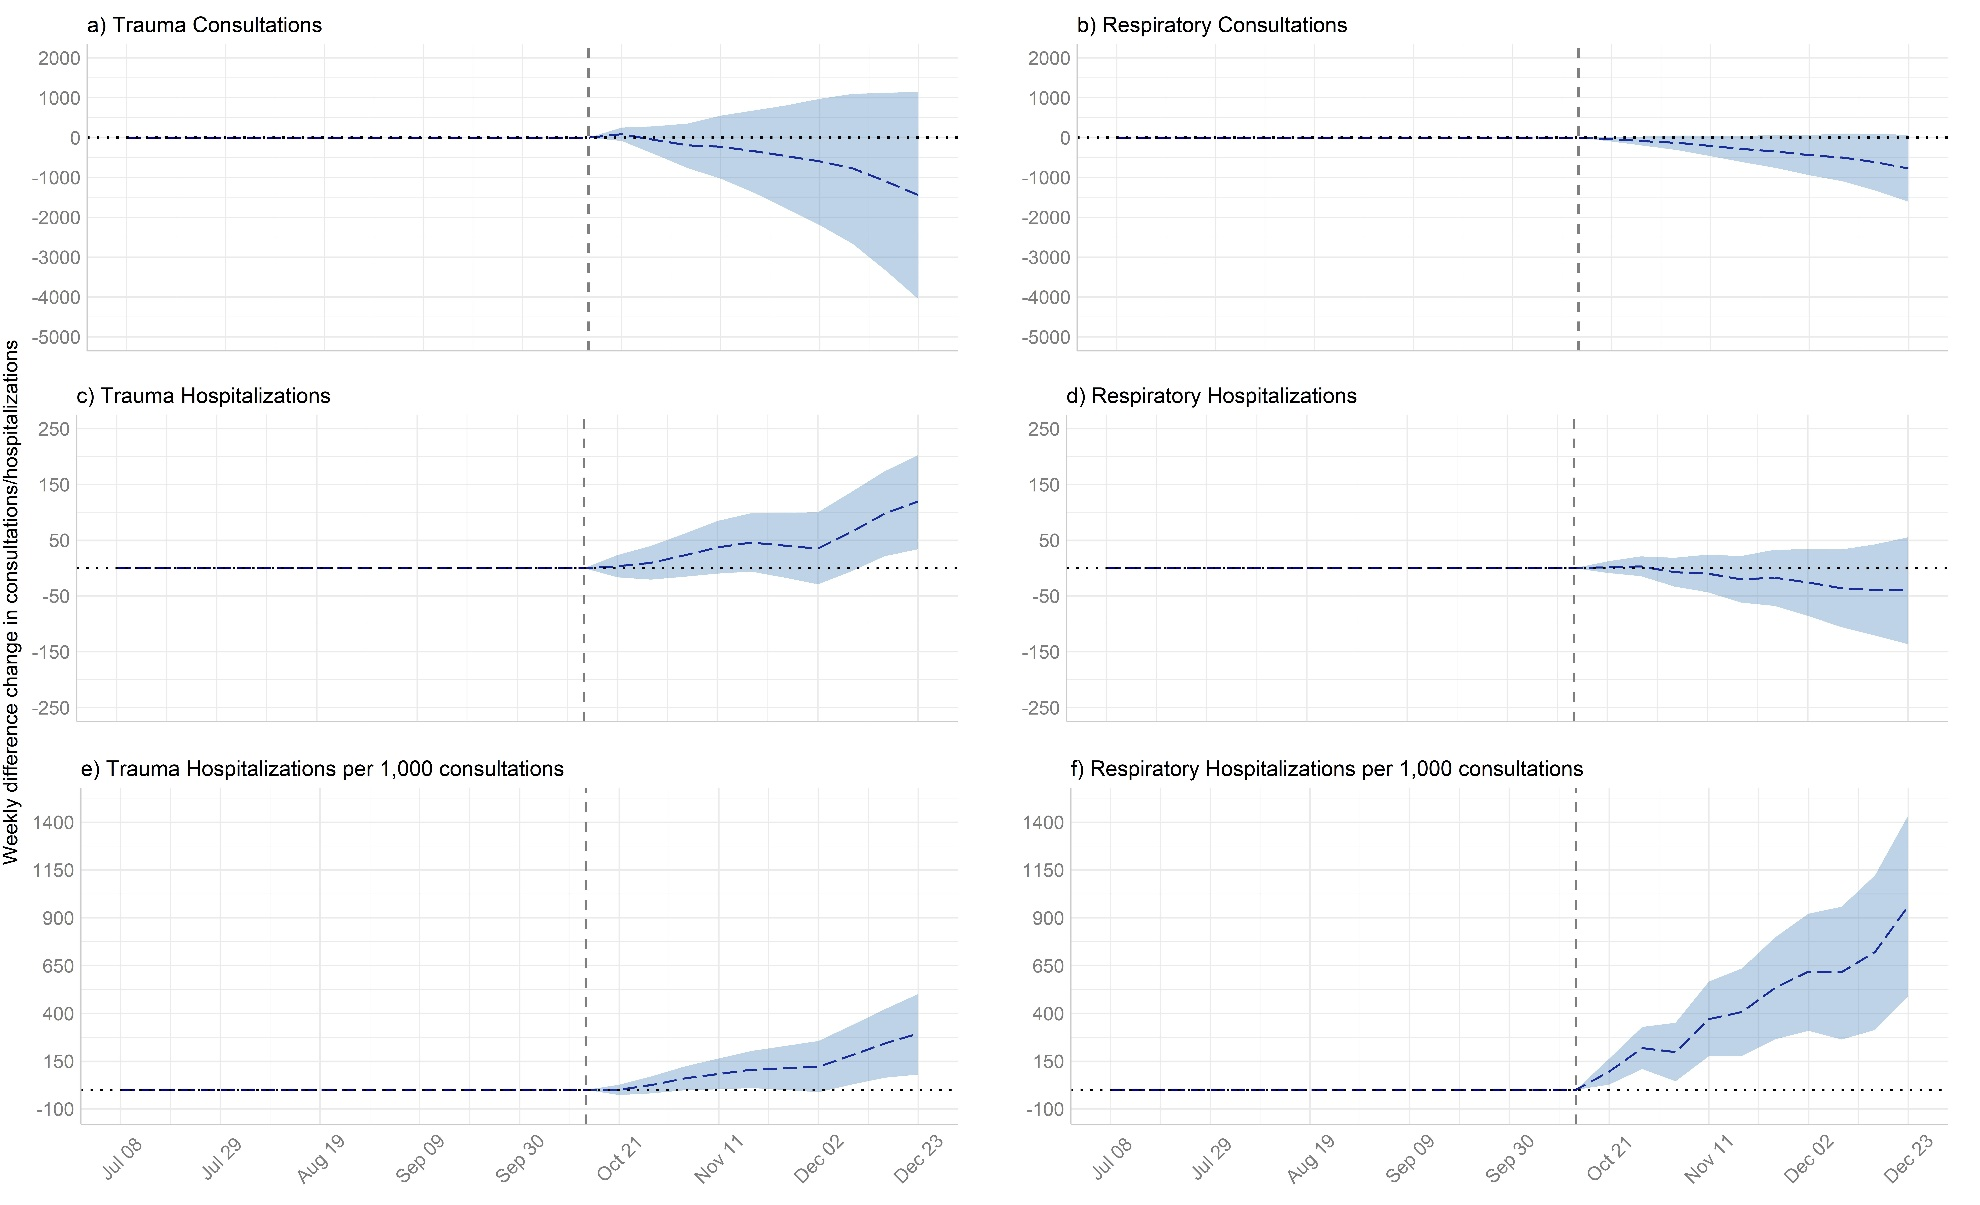 a) Trauma Consultations
2000
1000
0
-1000
-2000
-3000
-4000
-5000
b) Respiratory Consultations
2000
1000
0
-1000
-2000
-3000
-4000
-5000
Weekly difference change in consultations/hospitalizations
c) Trauma Hospitalizations
250
150
50
-50
-150
-250
d) Respiratory Hospitalizations
250
150
50
-50
-150
-250
e) Trauma Hospitalizations per 1,000 consultations
1400
1150
900
650
400
150
-100
Jul 08
Jul 29
Aug 19
Sep 09
Sep 30
Oct 21
Nov 11
Dec 02
Dec 23
f) Respiratory Hospitalizations per 1,000 consultations
1400
1150
900
650
400
150
-100
Jul 08
Jul 29
Aug 19
Sep 09
Sep 30
Oct 21
Nov 11
Dec 02
Dec 23